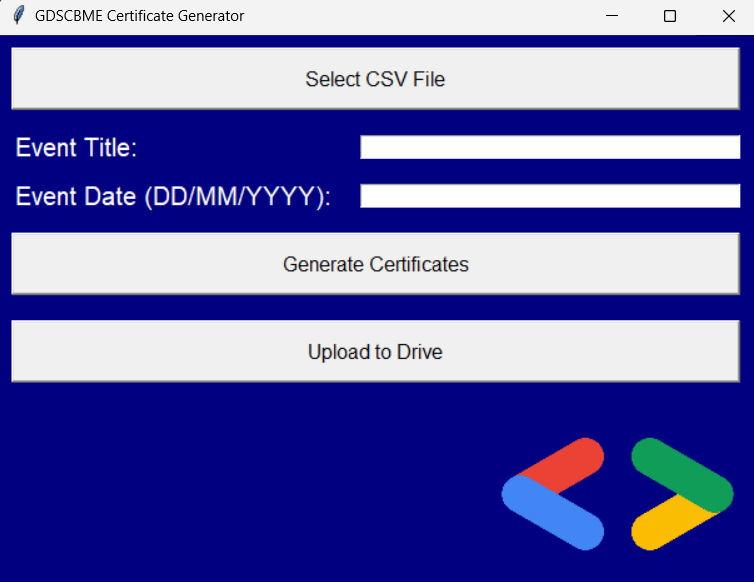 GDSCBME Certificate Generator
Select CSV File
Event Title:
Event Date (DD/MM/YYYY):
Generate Certificates
Upload to Drive